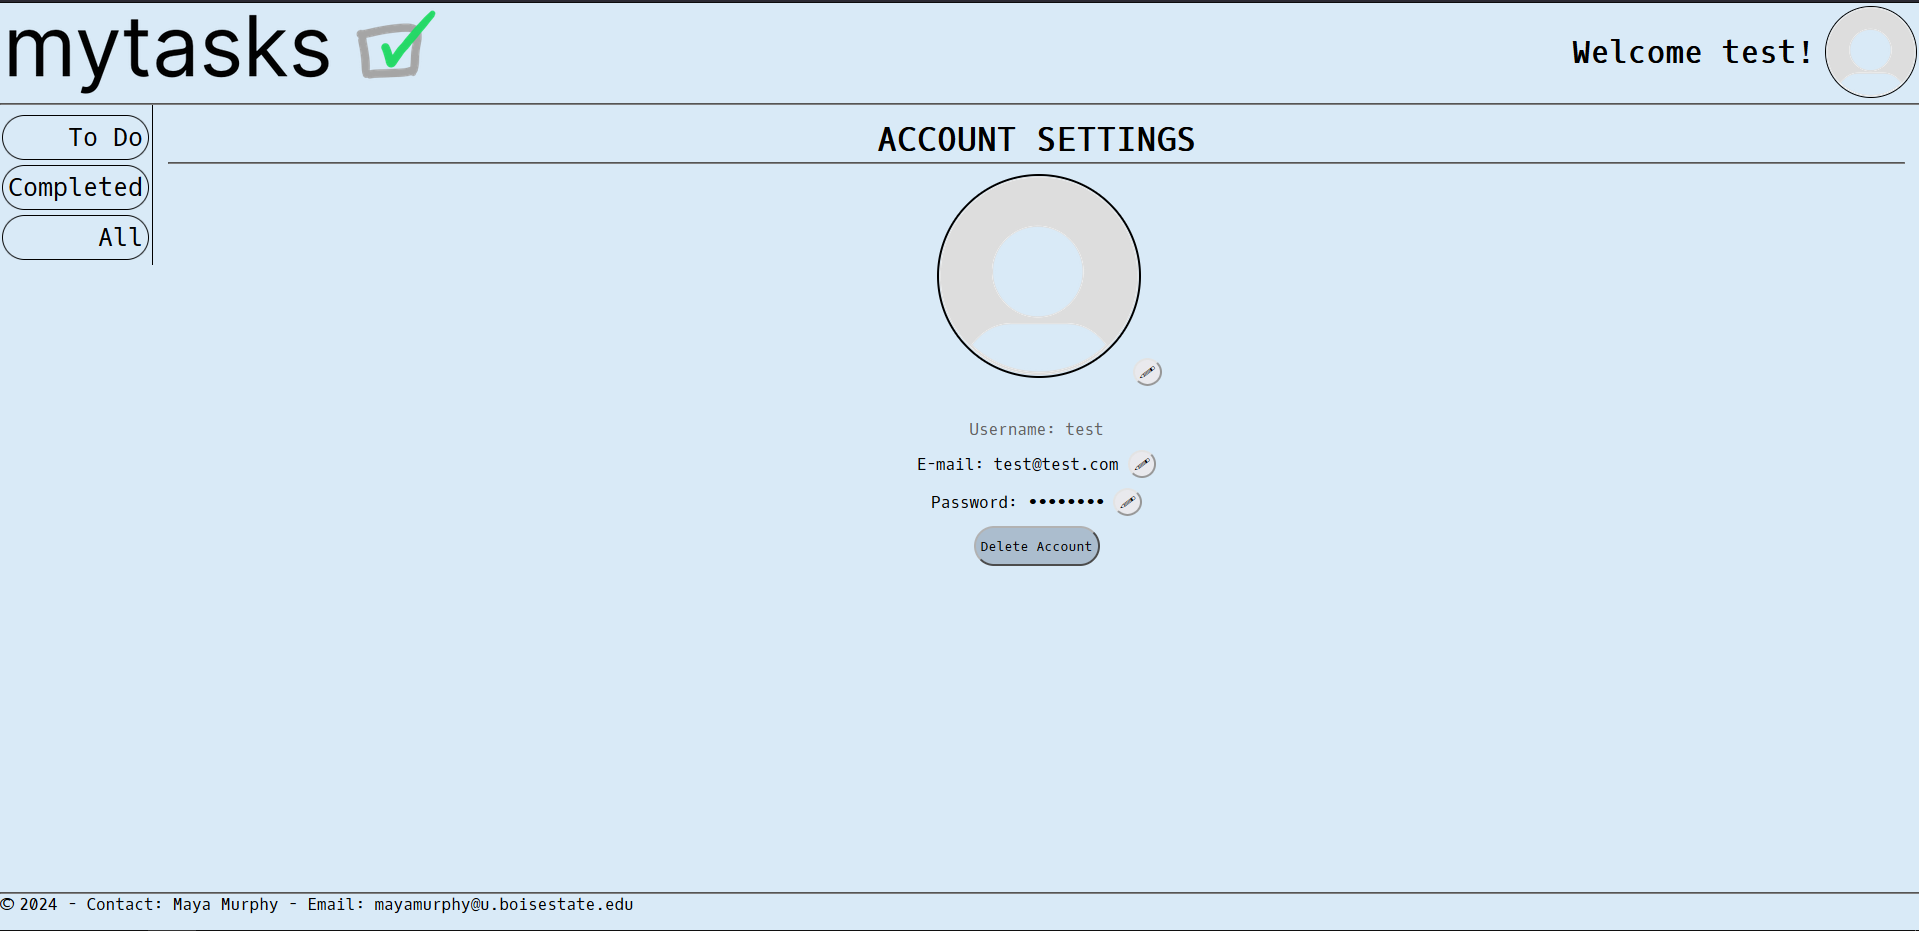 mytasks
Welcome test!
To Do
Completed
All
ACCOUNT SETTINGS
Username: test
E-mail: test@test.com
Password: ••••••••
Delete Account
© 2024 - Contact: Maya Murphy - Email: mayamurphy@u.boisestate.edu